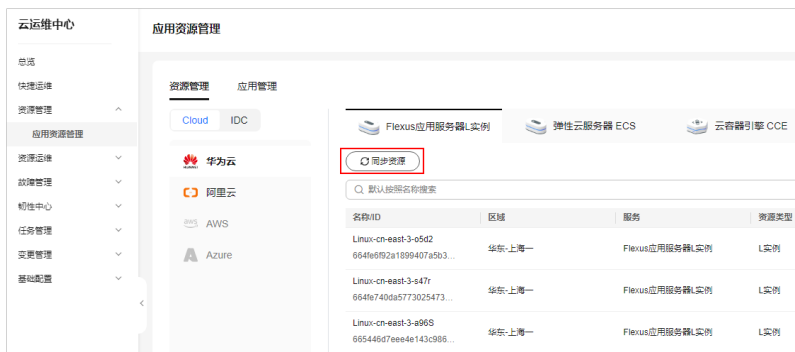 云运维中心
总览
快捷运维
资源管理
应用资源管理
资源运维
故障管理
韧性中心
任务管理
变更管理
基础配置
应用资源管理
资源管理 应用管理
Cloud IDC
华为云
阿里云
aws AWS
Azure
Flexus应用服务器L实例 弹性云服务器 ECS 云容器引擎 CCE
同步资源
默认按照名称搜索
名称/ID 区域 服务 资源类型
Linux-cn-east-3-o5d2
664fe6f92a1899407a5b3...
华东-上海一 Flexus应用服务器L实例 L实例
Linux-cn-east-3-s47r
664fe740da5773025473...
华东-上海一 Flexus应用服务器L实例 L实例
Linux-cn-east-3-a96S
665446d7eee4e143c986...
华东-上海一 Flexus应用服务器L实例 L实例